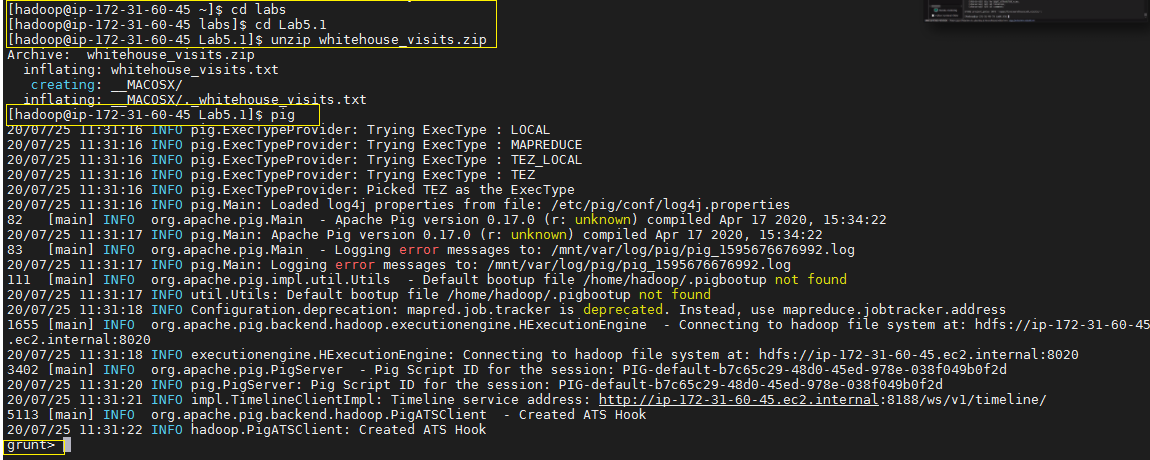 [hadoop@ip-172-31-60-45 ~]$ cd labs
[hadoop@ip-172-31-60-45 labs]$ cd Lab5.1
[hadoop@ip-172-31-60-45 Lab5.1]$ unzip whitehouse_visits.zip
Archive:  whitehouse_visits.zip
  inflating: whitehouse_visits.txt
   creating: __MACOSX/
  inflating: __MACOSX/._whitehouse_visits.txt
[hadoop@ip-172-31-60-45 Lab5.1]$ pig
20/07/25 11:31:16 INFO pig.ExecTypeProvider: Trying ExecType : LOCAL
20/07/25 11:31:16 INFO pig.ExecTypeProvider: Trying ExecType : MAPREDUCE
20/07/25 11:31:16 INFO pig.ExecTypeProvider: Trying ExecType : TEZ_LOCAL
20/07/25 11:31:16 INFO pig.ExecTypeProvider: Trying ExecType : TEZ
20/07/25 11:31:16 INFO pig.ExecTypeProvider: Picked TEZ as the ExecType
20/07/25 11:31:16 INFO pig.Main: Loaded log4j properties from file: /etc/pig/conf/log4j.properties
82   [main] INFO  org.apache.pig.Main  - Apache Pig version 0.17.0 (r: unknown) compiled Apr 17 2020, 15:34:22
20/07/25 11:31:17 INFO pig.Main: Apache Pig version 0.17.0 (r: unknown) compiled Apr 17 2020, 15:34:22
83   [main] INFO  org.apache.pig.Main  - Logging error messages to: /mnt/var/log/pig/pig_1595676676992.log
20/07/25 11:31:17 INFO pig.Main: Logging error messages to: /mnt/var/log/pig/pig_1595676676992.log
111  [main] INFO  org.apache.pig.impl.util.Utils  - Default bootup file /home/hadoop/.pigbootup not found
20/07/25 11:31:17 INFO util.Utils: Default bootup file /home/hadoop/.pigbootup not found
20/07/25 11:31:18 INFO Configuration.deprecation: mapred.job.tracker is deprecated. Instead, use mapreduce.jobtracker.address
1655 [main] INFO  org.apache.pig.backend.hadoop.executionengine.HExecutionEngine  - Connecting to hadoop file system at: hdfs://ip-172-31-60-45
.ec2.internal:8020
20/07/25 11:31:18 INFO executionengine.HExecutionEngine: Connecting to hadoop file system at: hdfs://ip-172-31-60-45.ec2.internal:8020
3402 [main] INFO  org.apache.pig.PigServer  - Pig Script ID for the session: PIG-default-b7c65c29-48d0-45ed-978e-038f049b0f2d
20/07/25 11:31:20 INFO pig.PigServer: Pig Script ID for the session: PIG-default-b7c65c29-48d0-45ed-978e-038f049b0f2d
20/07/25 11:31:21 INFO impl.TimelineClientImpl: Timeline service address: http://ip-172-31-60-45.ec2.internal:8188/ws/v1/timeline/
5113 [main] INFO  org.apache.pig.backend.hadoop.PigATSClient  - Created ATS Hook
20/07/25 11:31:22 INFO hadoop.PigATSClient: Created ATS Hook
grunt>